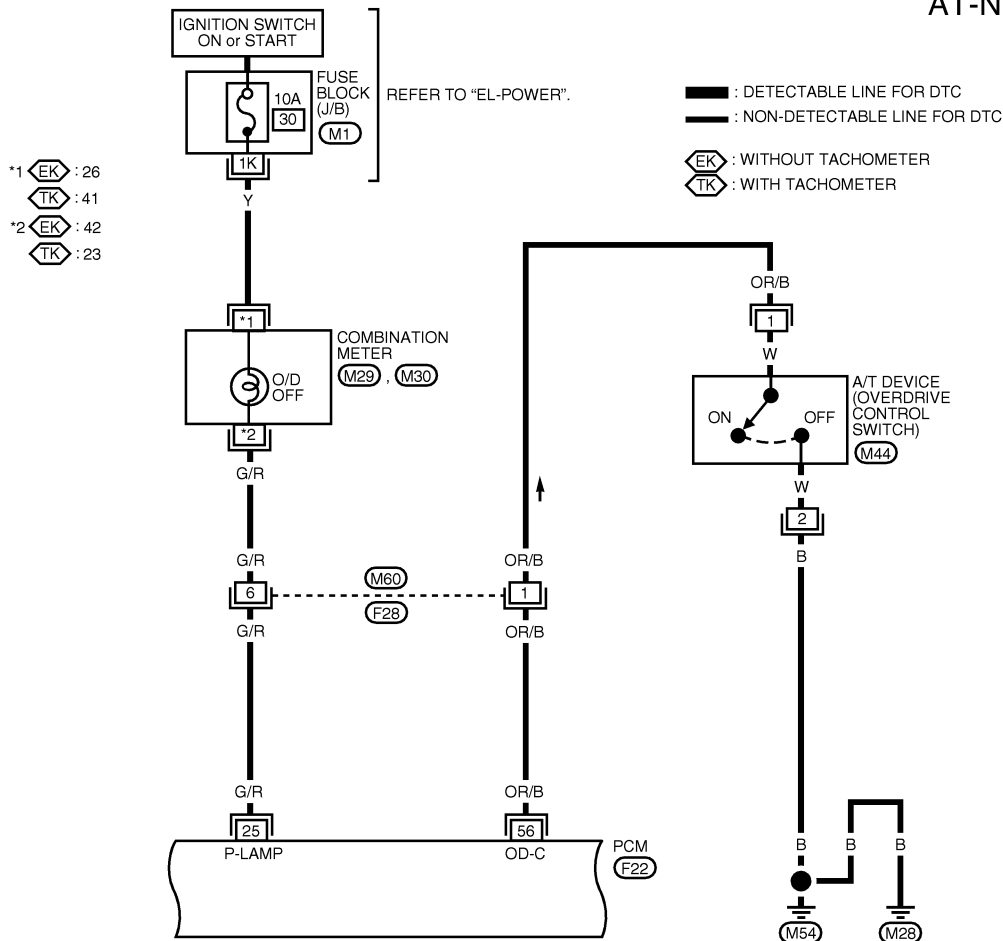 AT-N
IGNITION SWITCH
ON or START
FUSE
BLOCK
(J/B)
10A
30
M1
REFER TO “EL-POWER”.
1K
Y
: DETECTABLE LINE FOR DTC
: NON-DETECTABLE LINE FOR DTC
EK : WITHOUT TACHOMETER
TK : WITH TACHOMETER
*1 EK : 26
TK : 41
*2 EK : 42
TK : 23
*1
COMBINATION
METER
M29 , M30
O/D
OFF
*2
G/R
OR/B
1
W
A/T DEVICE
(OVERDRIVE
CONTROL
SWITCH)
M44
ON
OFF
W
2
B
G/R
6
G/R
M60
F28
OR/B
1
OR/B
G/R
25
P-LAMP
OR/B
56
OD-C
PCM
F22
B
B
B
M54
M28